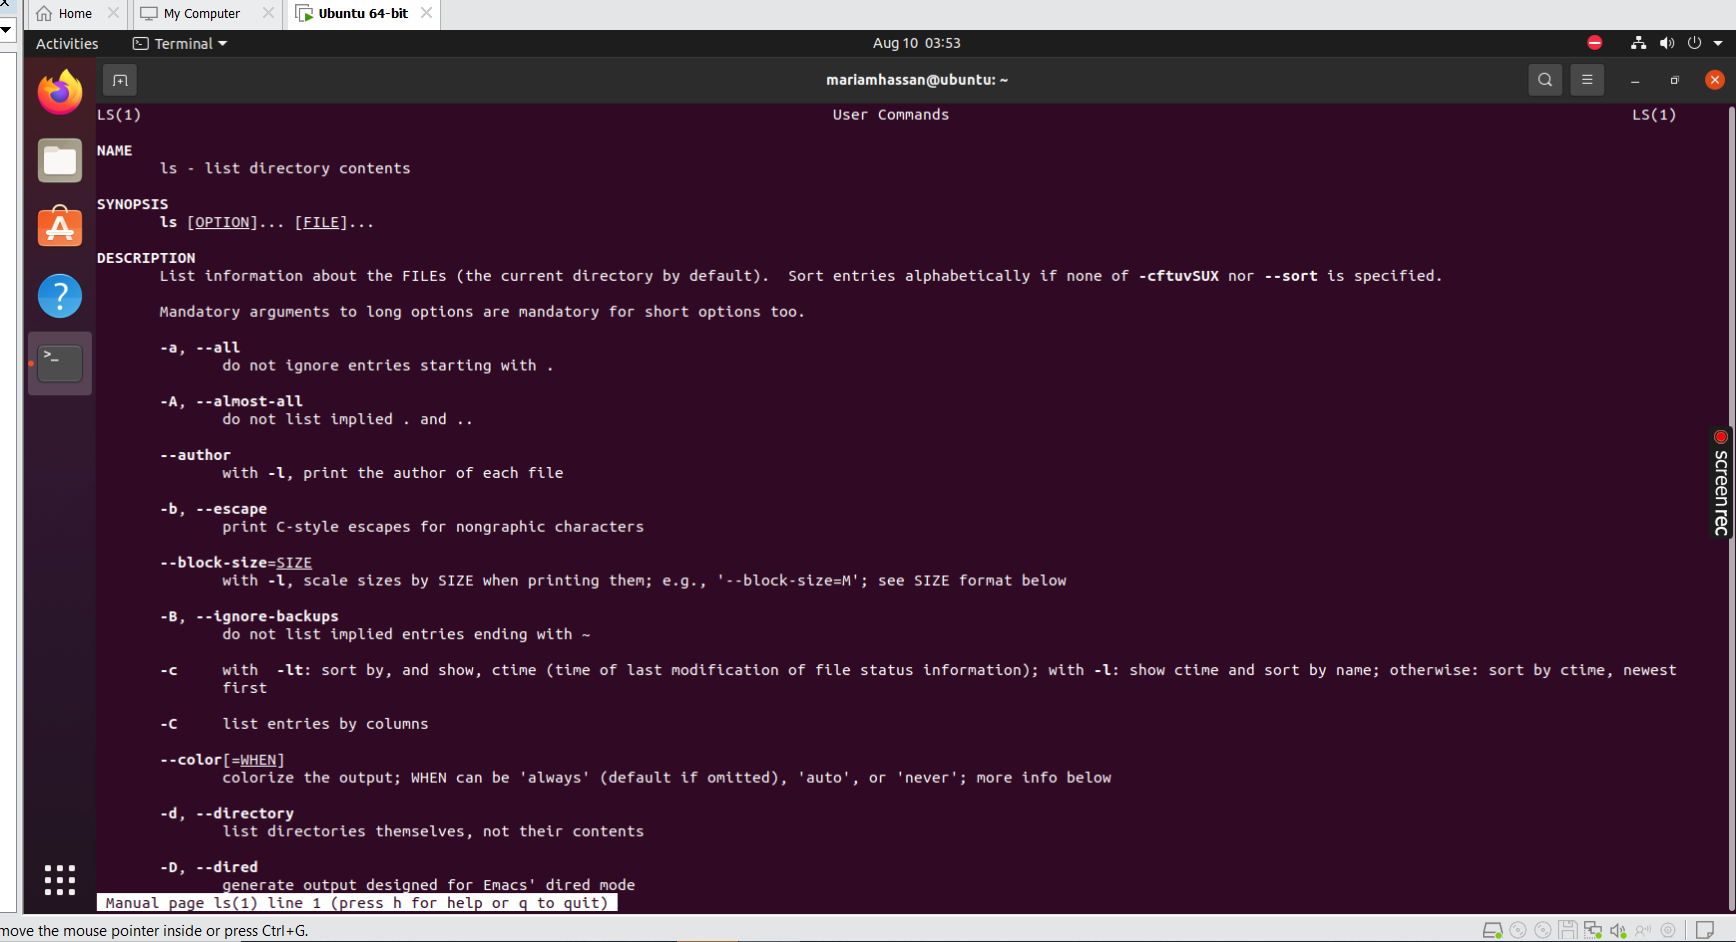 Home
My Computer
Ubuntu 64-bit
Activities
Terminal
Aug 10 03:53
mariamhassan@ubuntu: ~
LS(1) User Commands LS(1)
NAME
ls - list directory contents
SYNOPSIS
ls [OPTION]... [FILE]...
DESCRIPTION
List information about the FILEs (the current directory by default). Sort entries alphabetically if none of -cftuvSUX nor --sort is specified.
Mandatory arguments to long options are mandatory for short options too.
-a, --all
do not ignore entries starting with .
-A, --almost-all
do not list implied . and ..
--author
with -l, print the author of each file
-b, --escape
print C-style escapes for nongraphic characters
--block-size=SIZE
with -l, scale sizes by SIZE when printing them; e.g., '--block-size=M'; see SIZE format below
-B, --ignore-backups
do not list implied entries ending with ~
-c with -lt: sort by, and show, ctime (time of last modification of file status information); with -l: show ctime and sort by name; otherwise: sort by ctime, newest
first
-C list entries by columns
--color[=WHEN]
colorize the output; WHEN can be 'always' (default if omitted), 'auto', or 'never'; more info below
-d, --directory
list directories themselves, not their contents
-D, --dired
generate output designed for Emacs' dired mode
Manual page ls(1) line 1 (press h for help or q to quit)
screenrec
move the mouse pointer inside or press Ctrl+G.